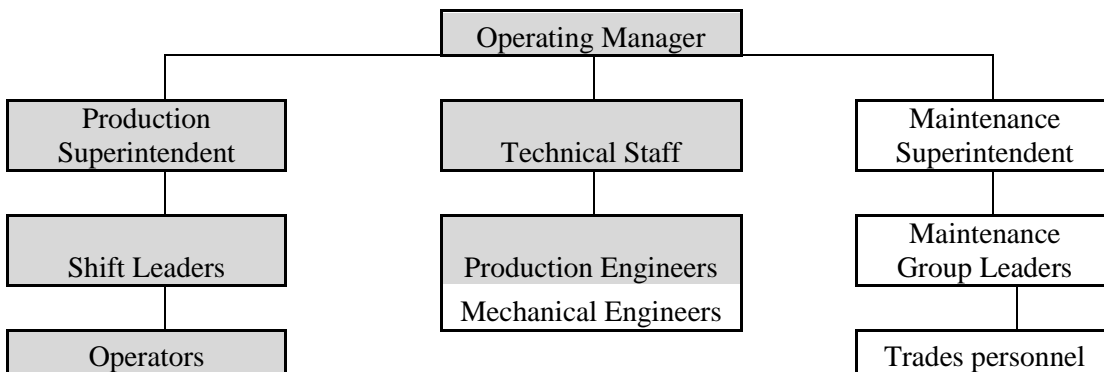 Operating Manager
Production
Superintendent
Technical Staff
Maintenance
Superintendent
Shift Leaders
Production Engineers
Mechanical Engineers
Maintenance
Group Leaders
Operators
Trades personnel